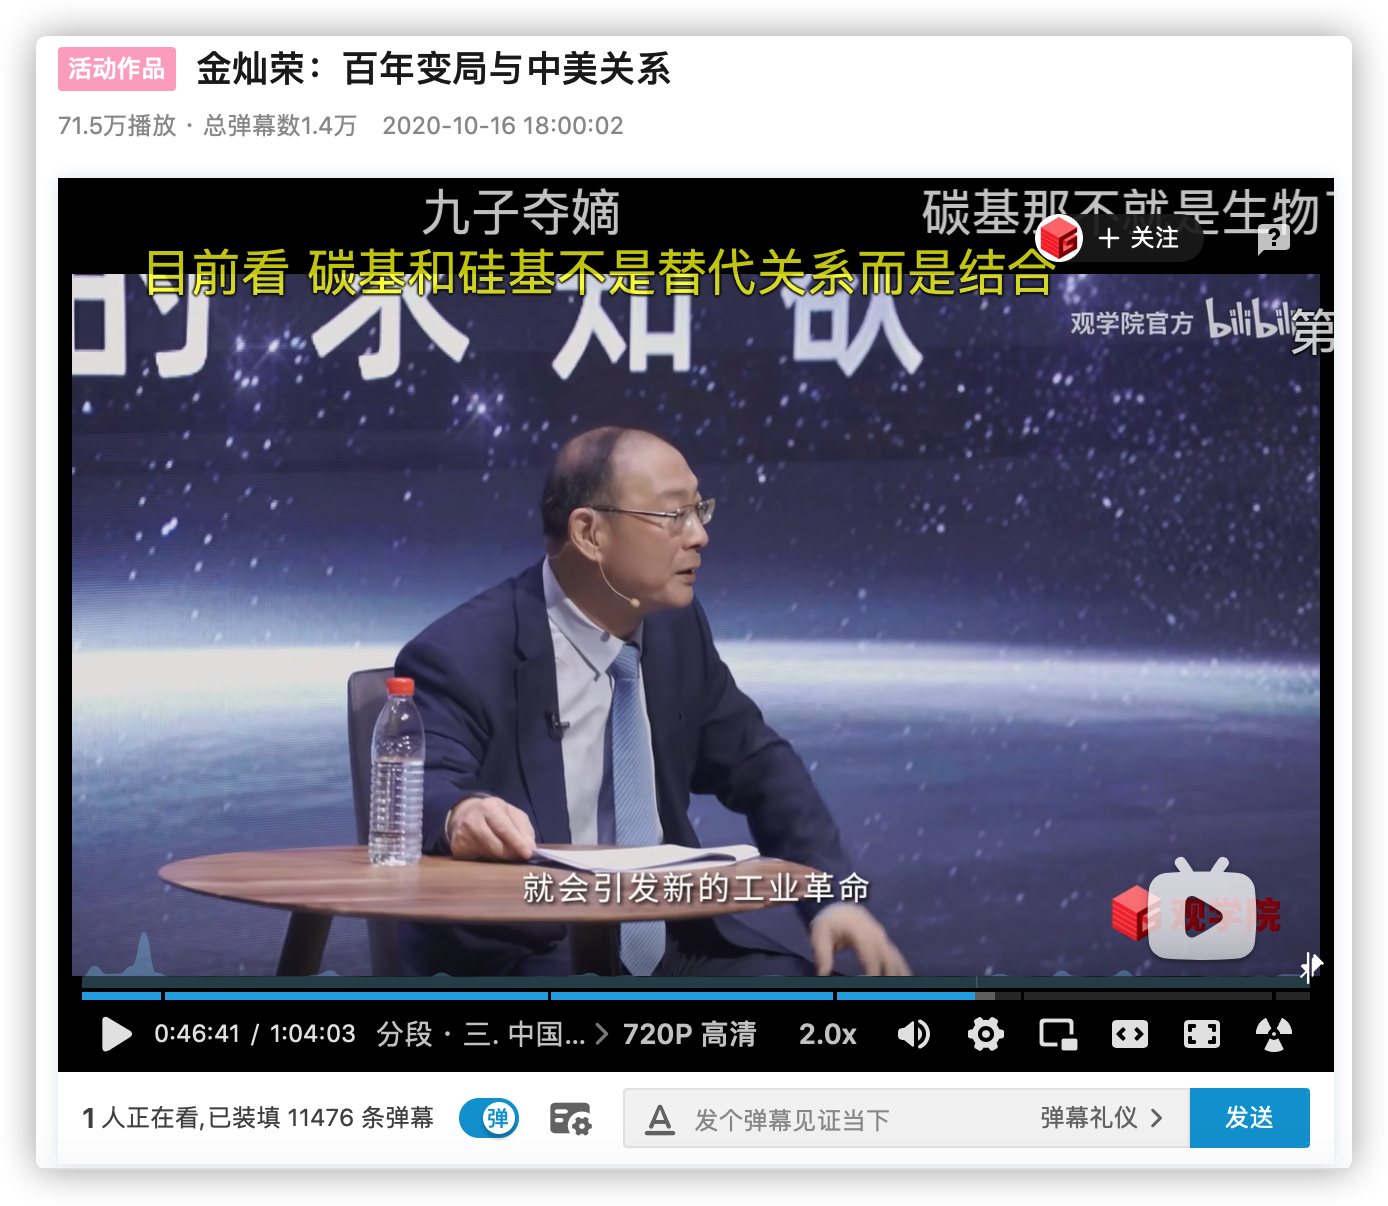 活动作品 金灿荣：百年变局与中美关系
71.5万播放 · 总弹幕数1.4万 2020-10-16 18:00:02
九子夺嫡 碳基那不就是生物
+ 关注
目前看 碳基和硅基不是替代关系而是结合
的求知欲
观学院官方 bilibili
第
就会引发新的工业革命
观学院
0:46:41 / 1:04:03 分段 · 三. 中国... 720P 高清 2.0x
1 人正在看,已装填 11476 条弹幕 弹 A 发个弹幕见证当下 弹幕礼仪 发送